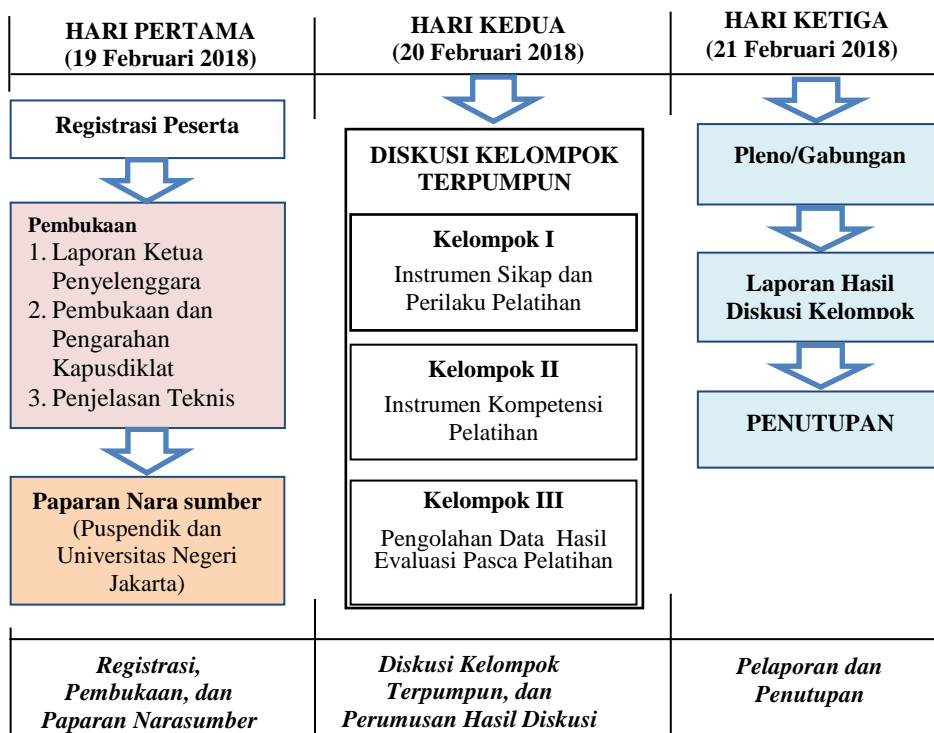 HARI PERTAMA
(19 Februari 2018)
HARI KEDUA
(20 Februari 2018)
HARI KETIGA
(21 Februari 2018)
Registrasi Peserta
Pembukaan
1. Laporan Ketua
Penyelenggara
2. Pembukaan dan
Pengarahan
Kapusdiklat
3. Penjelasan Teknis
Paparan Nara sumber
(Puspendik dan
Universitas Negeri
Jakarta)
DISKUSI KELOMPOK
TERPUMPUN
Kelompok I
Instrumen Sikap dan
Perilaku Pelatihan
Kelompok II
Instrumen Kompetensi
Pelatihan
Kelompok III
Pengolahan Data Hasil
Evaluasi Pasca Pelatihan
Pleno/Gabungan
Laporan Hasil
Diskusi Kelompok
PENUTUPAN
Registrasi,
Pembukaan, dan
Paparan Narasumber
Diskusi Kelompok
Terpumpun, dan
Perumusan Hasil Diskusi
Pelaporan dan
Penutupan